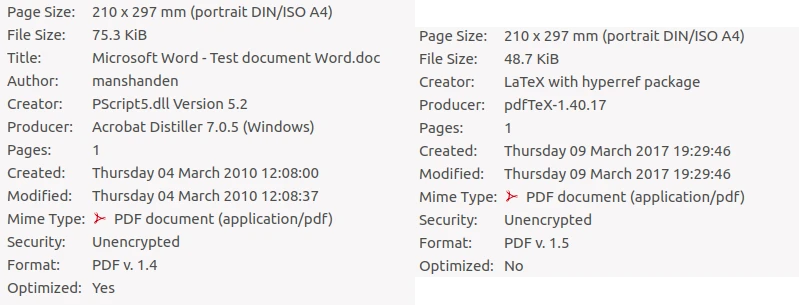 Page Size: 210 x 297 mm (portrait DIN/ISO A4)
File Size: 75.3 KiB
Title: Microsoft Word - Test document Word.doc
Author: manshanden
Creator: PScript5.dll Version 5.2
Producer: Acrobat Distiller 7.0.5 (Windows)
Pages: 1
Created: Thursday 04 March 2010 12:08:00
Modified: Thursday 04 March 2010 12:08:37
Mime Type: PDF document (application/pdf)
Security: Unencrypted
Format: PDF v. 1.4
Optimized: Yes
Page Size: 210 x 297 mm (portrait DIN/ISO A4)
File Size: 48.7 KiB
Creator: LaTeX with hyperref package
Producer: pdfTeX-1.40.17
Pages: 1
Created: Thursday 09 March 2017 19:29:46
Modified: Thursday 09 March 2017 19:29:46
Mime Type: PDF document (application/pdf)
Security: Unencrypted
Format: PDF v. 1.5
Optimized: No